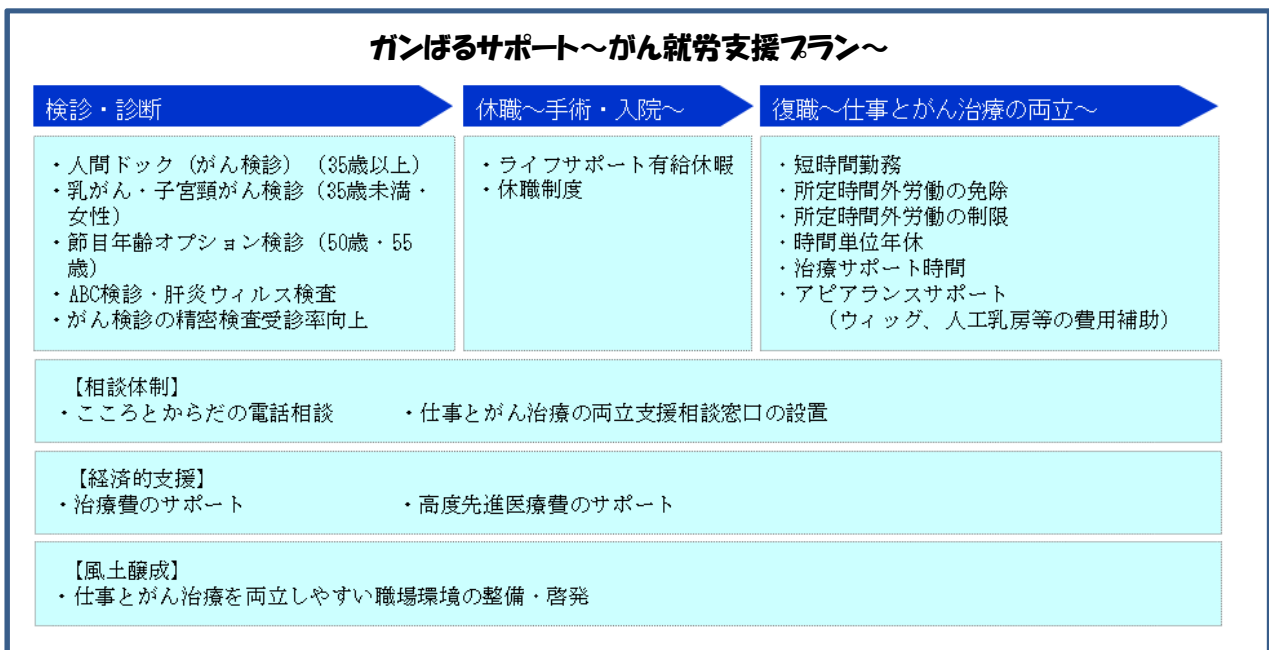 ガンばるサポート～がん就労支援プラン～
検診・診断
・人間ドック（がん検診）（35歳以上）
・乳がん・子宮頸がん検診（35歳未満・
女性）
・節目年齢オプション検診（50歳・55
歳）
・ABC検診・肝炎ウィルス検査
・がん検診の精密検査受診率向上
休職～手術・入院～
・ライフサポート有給休暇
・休職制度
復職～仕事とがん治療の両立～
・短時間勤務
・所定時間外労働の免除
・所定時間外労働の制限
・時間単位年休
・治療サポート時間
・アピアランスサポート
（ウィッグ、人工乳房等の費用補助）
【相談体制】
・こころとからだの電話相談　・仕事とがん治療の両立支援相談窓口の設置
【経済的支援】
・治療費のサポート　・高度先進医療費のサポート
【風土醸成】
・仕事とがん治療を両立しやすい職場環境の整備・啓発